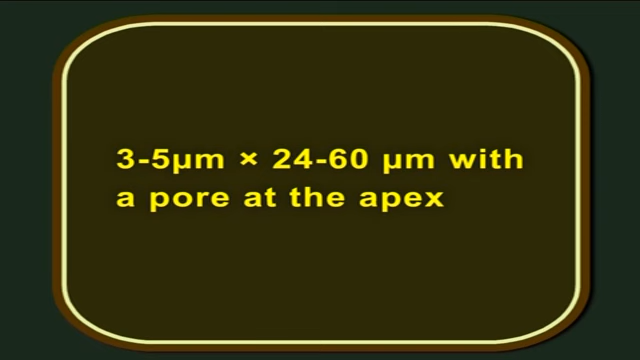 3-5µm × 24-60 µm with
a pore at the apex